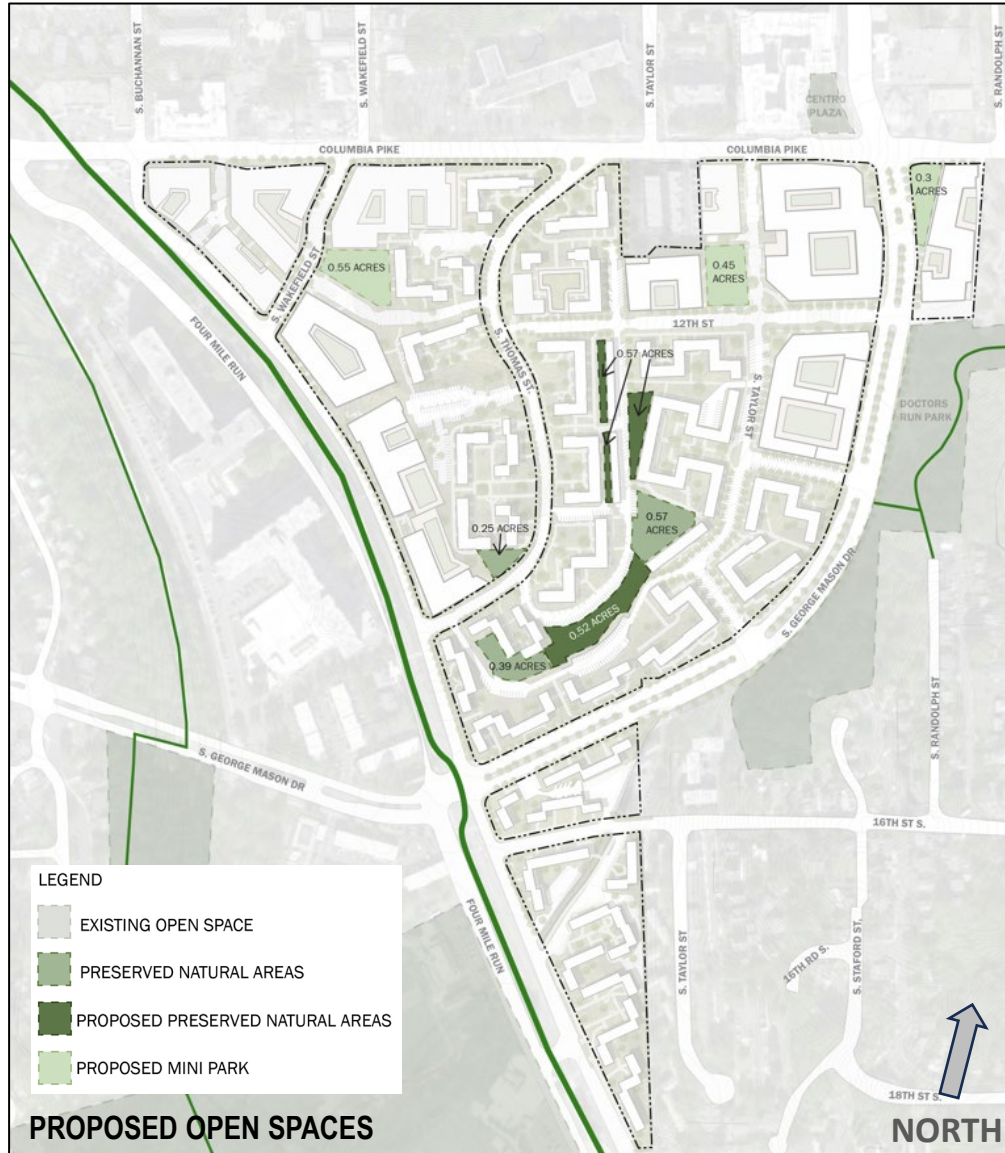 S. BUCHANNAN ST
S. WAKEFIELD ST
S. TAYLOR ST
S. RANDOLPH ST
CENTRO
PLAZA
COLUMBIA PIKE
COLUMBIA PIKE
0.3
ACRES
0.55 ACRES
0.45
ACRES
S. WAKEFIELD ST
FOUR MILE RUN
S. THOMAS ST.
12TH ST
0.57 ACRES
S. TAYLOR ST
DOCTORS
RUN PARK
0.57
ACRES
0.25 ACRES
0.52 ACRES
0.39 ACRES
S. GEORGE MASON DR
S. RANDOLPH ST
S. GEORGE MASON DR
16TH ST S.
FOUR MILE RUN
S. TAYLOR ST
16TH RD S.
S. STAFORD ST.
18TH ST S.
LEGEND
EXISTING OPEN SPACE
PRESERVED NATURAL AREAS
PROPOSED PRESERVED NATURAL AREAS
PROPOSED MINI PARK
PROPOSED OPEN SPACES
NORTH